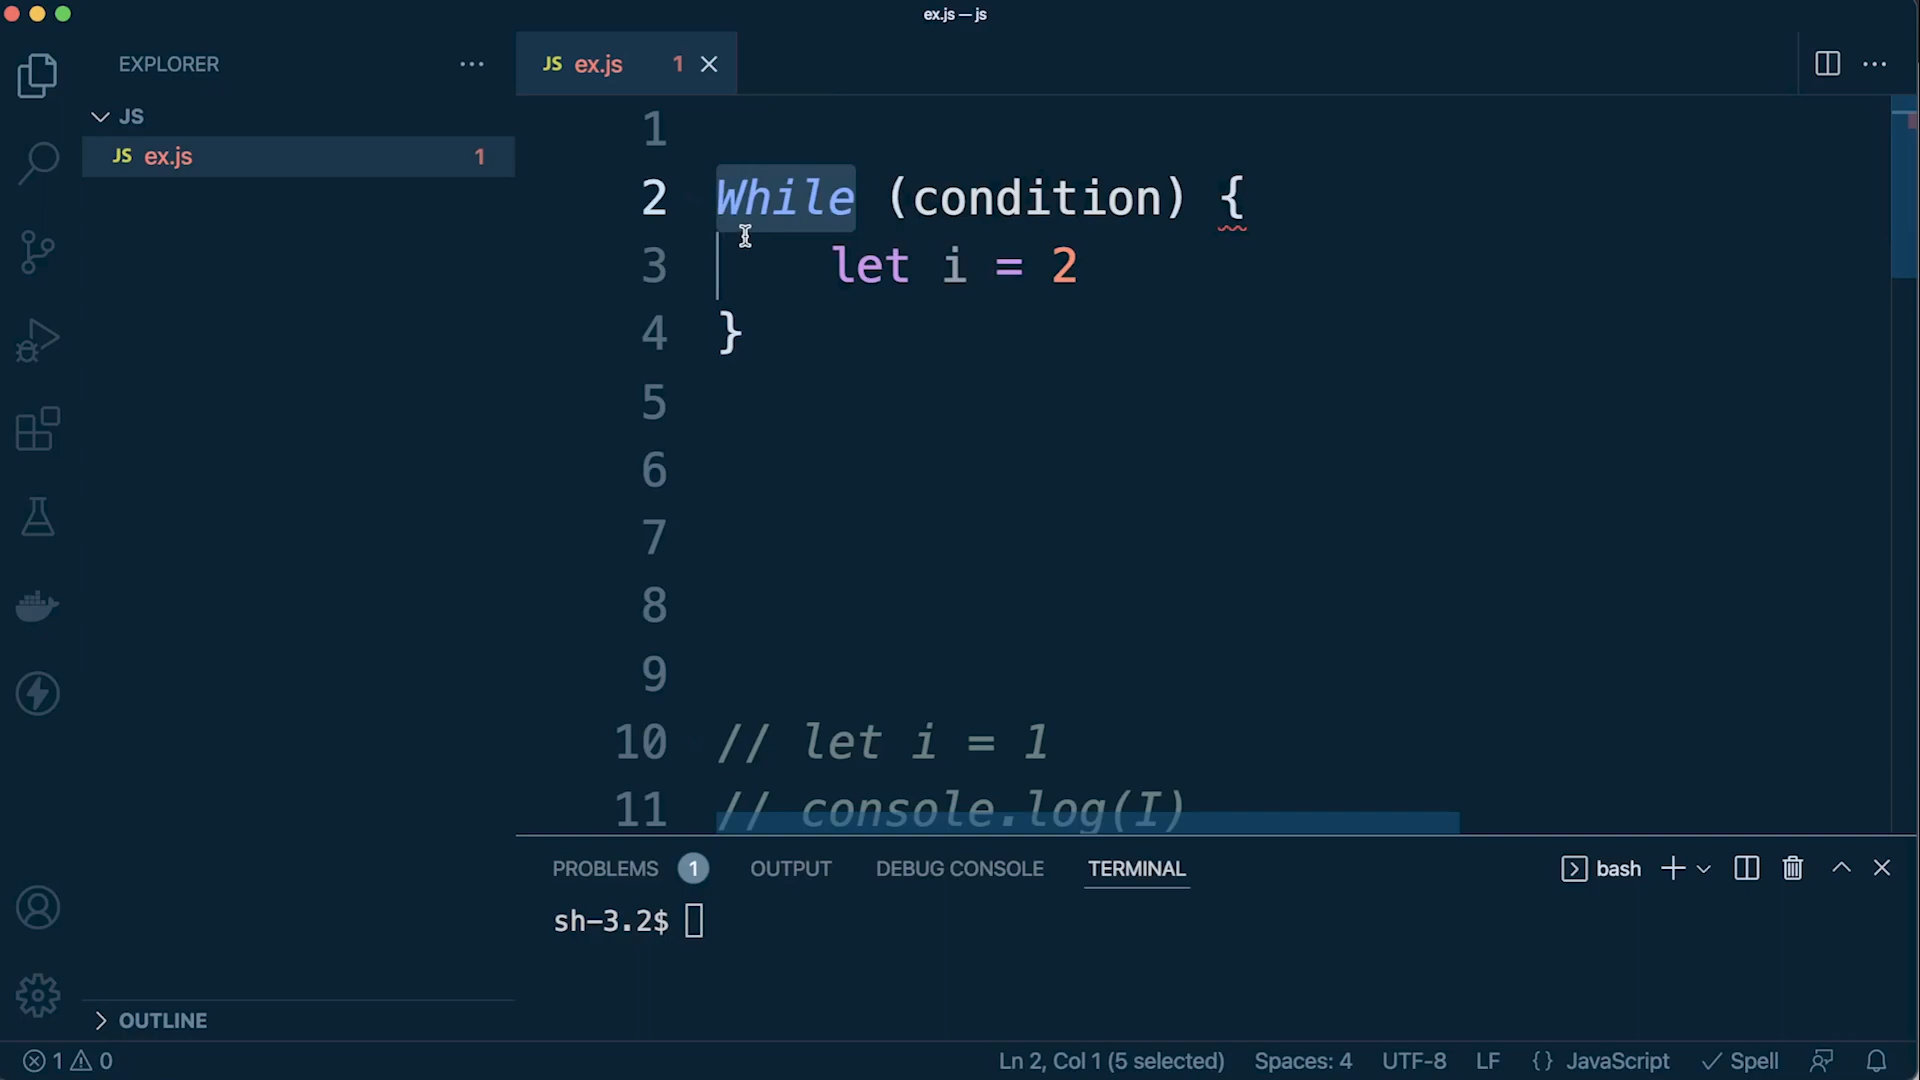 ex.js — js
EXPLORER
JS ex.js 1
JS
JS ex.js 1
1
2 While (condition) {
3 let i = 2
4 }
5
6
7
8
9
10 // let i = 1
11 // console.log(I)
PROBLEMS 1 OUTPUT DEBUG CONSOLE TERMINAL bash
sh-3.2$
OUTLINE
1 0 Ln 2, Col 1 (5 selected) Spaces: 4 UTF-8 LF {} JavaScript Spell